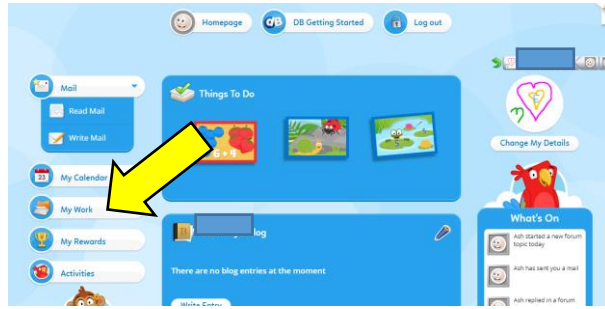 Homepage
DB Getting Started
Log out
Mail
Read Mail
Write Mail
23
My Calendar
My Work
My Rewards
Activities
Things To Do
6 + 4
log
There are no blog entries at the moment
Write Entry
Change My Details
What's On
Ash started a new forum
topic today
Ash has sent you a mail
Ash replied in a forum